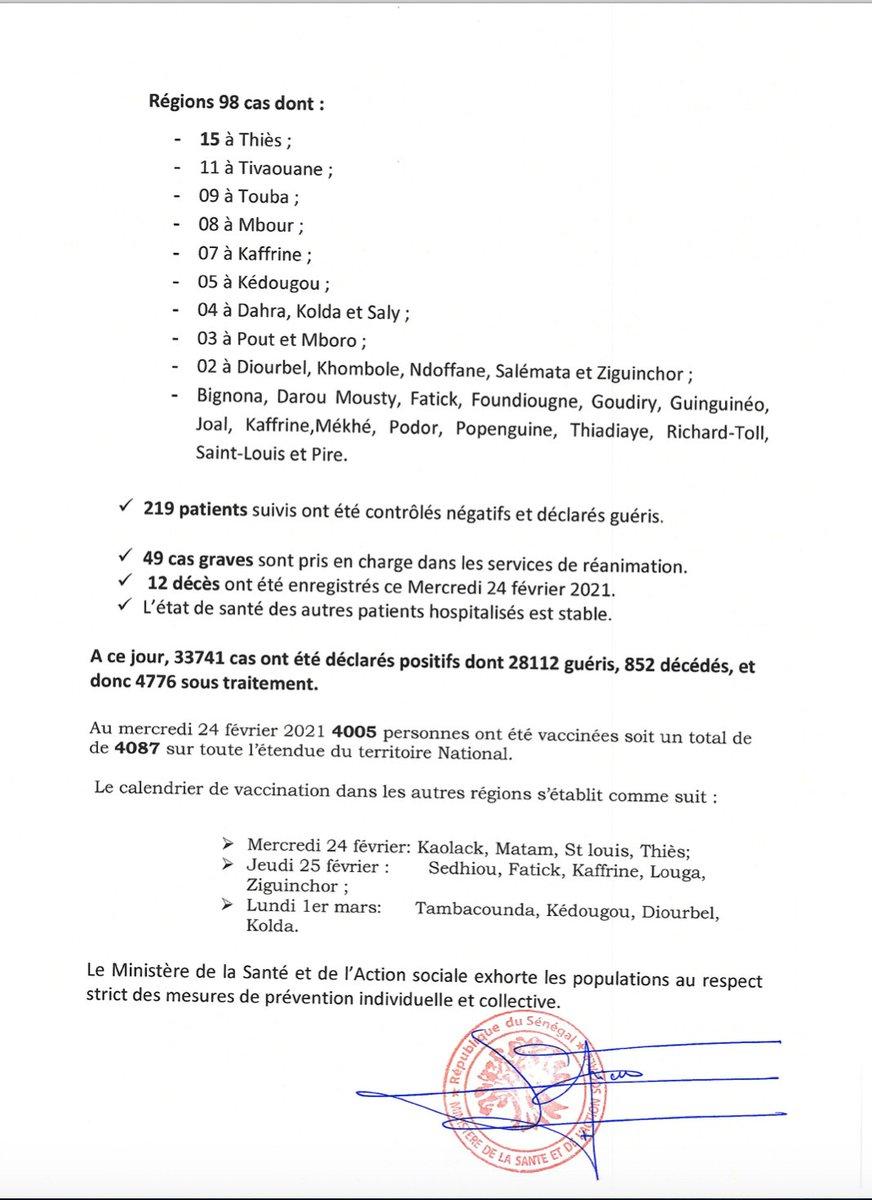 Régions 98 cas dont :
- 15 à Thiès ;
- 11 à Tivaouane ;
- 09 à Touba ;
- 08 à Mbour ;
- 07 à Kaffrine ;
- 05 à Kédougou ;
- 04 à Dahra, Kolda et Saly ;
- 03 à Pout et Mboro ;
- 02 à Diourbel, Khombole, Ndoffane, Salémata et Ziguinchor ;
- Bignona, Darou Mousty, Fatick, Foundiougne, Goudiry, Guinguinéo,
Joal, Kaffrine,Mékhé, Podor, Popenguine, Thiadiaye, Richard-Toll,
Saint-Louis et Pire.
✓ 219 patients suivis ont été contrôlés négatifs et déclarés guéris.
✓ 49 cas graves sont pris en charge dans les services de réanimation.
✓ 12 décès ont été enregistrés ce Mercredi 24 février 2021.
✓ L'état de santé des autres patients hospitalisés est stable.
A ce jour, 33741 cas ont été déclarés positifs dont 28112 guéris, 852 décédés, et
donc 4776 sous traitement.
Au mercredi 24 février 2021 4005 personnes ont été vaccinées soit un total de
de 4087 sur toute l'étendue du territoire National.
Le calendrier de vaccination dans les autres régions s'établit comme suit :
➢ Mercredi 24 février: Kaolack, Matam, St louis, Thiès;
➢ Jeudi 25 février : Sedhiou, Fatick, Kaffrine, Louga,
Ziguinchor ;
➢ Lundi 1er mars: Tambacounda, Kédougou, Diourbel,
Kolda.
Le Ministère de la Santé et de l'Action sociale exhorte les populations au respect
strict des mesures de prévention individuelle et collective.
République du Sénégal
MINISTERE DE LA SANTE ET DE L'ACTION SOCIALE